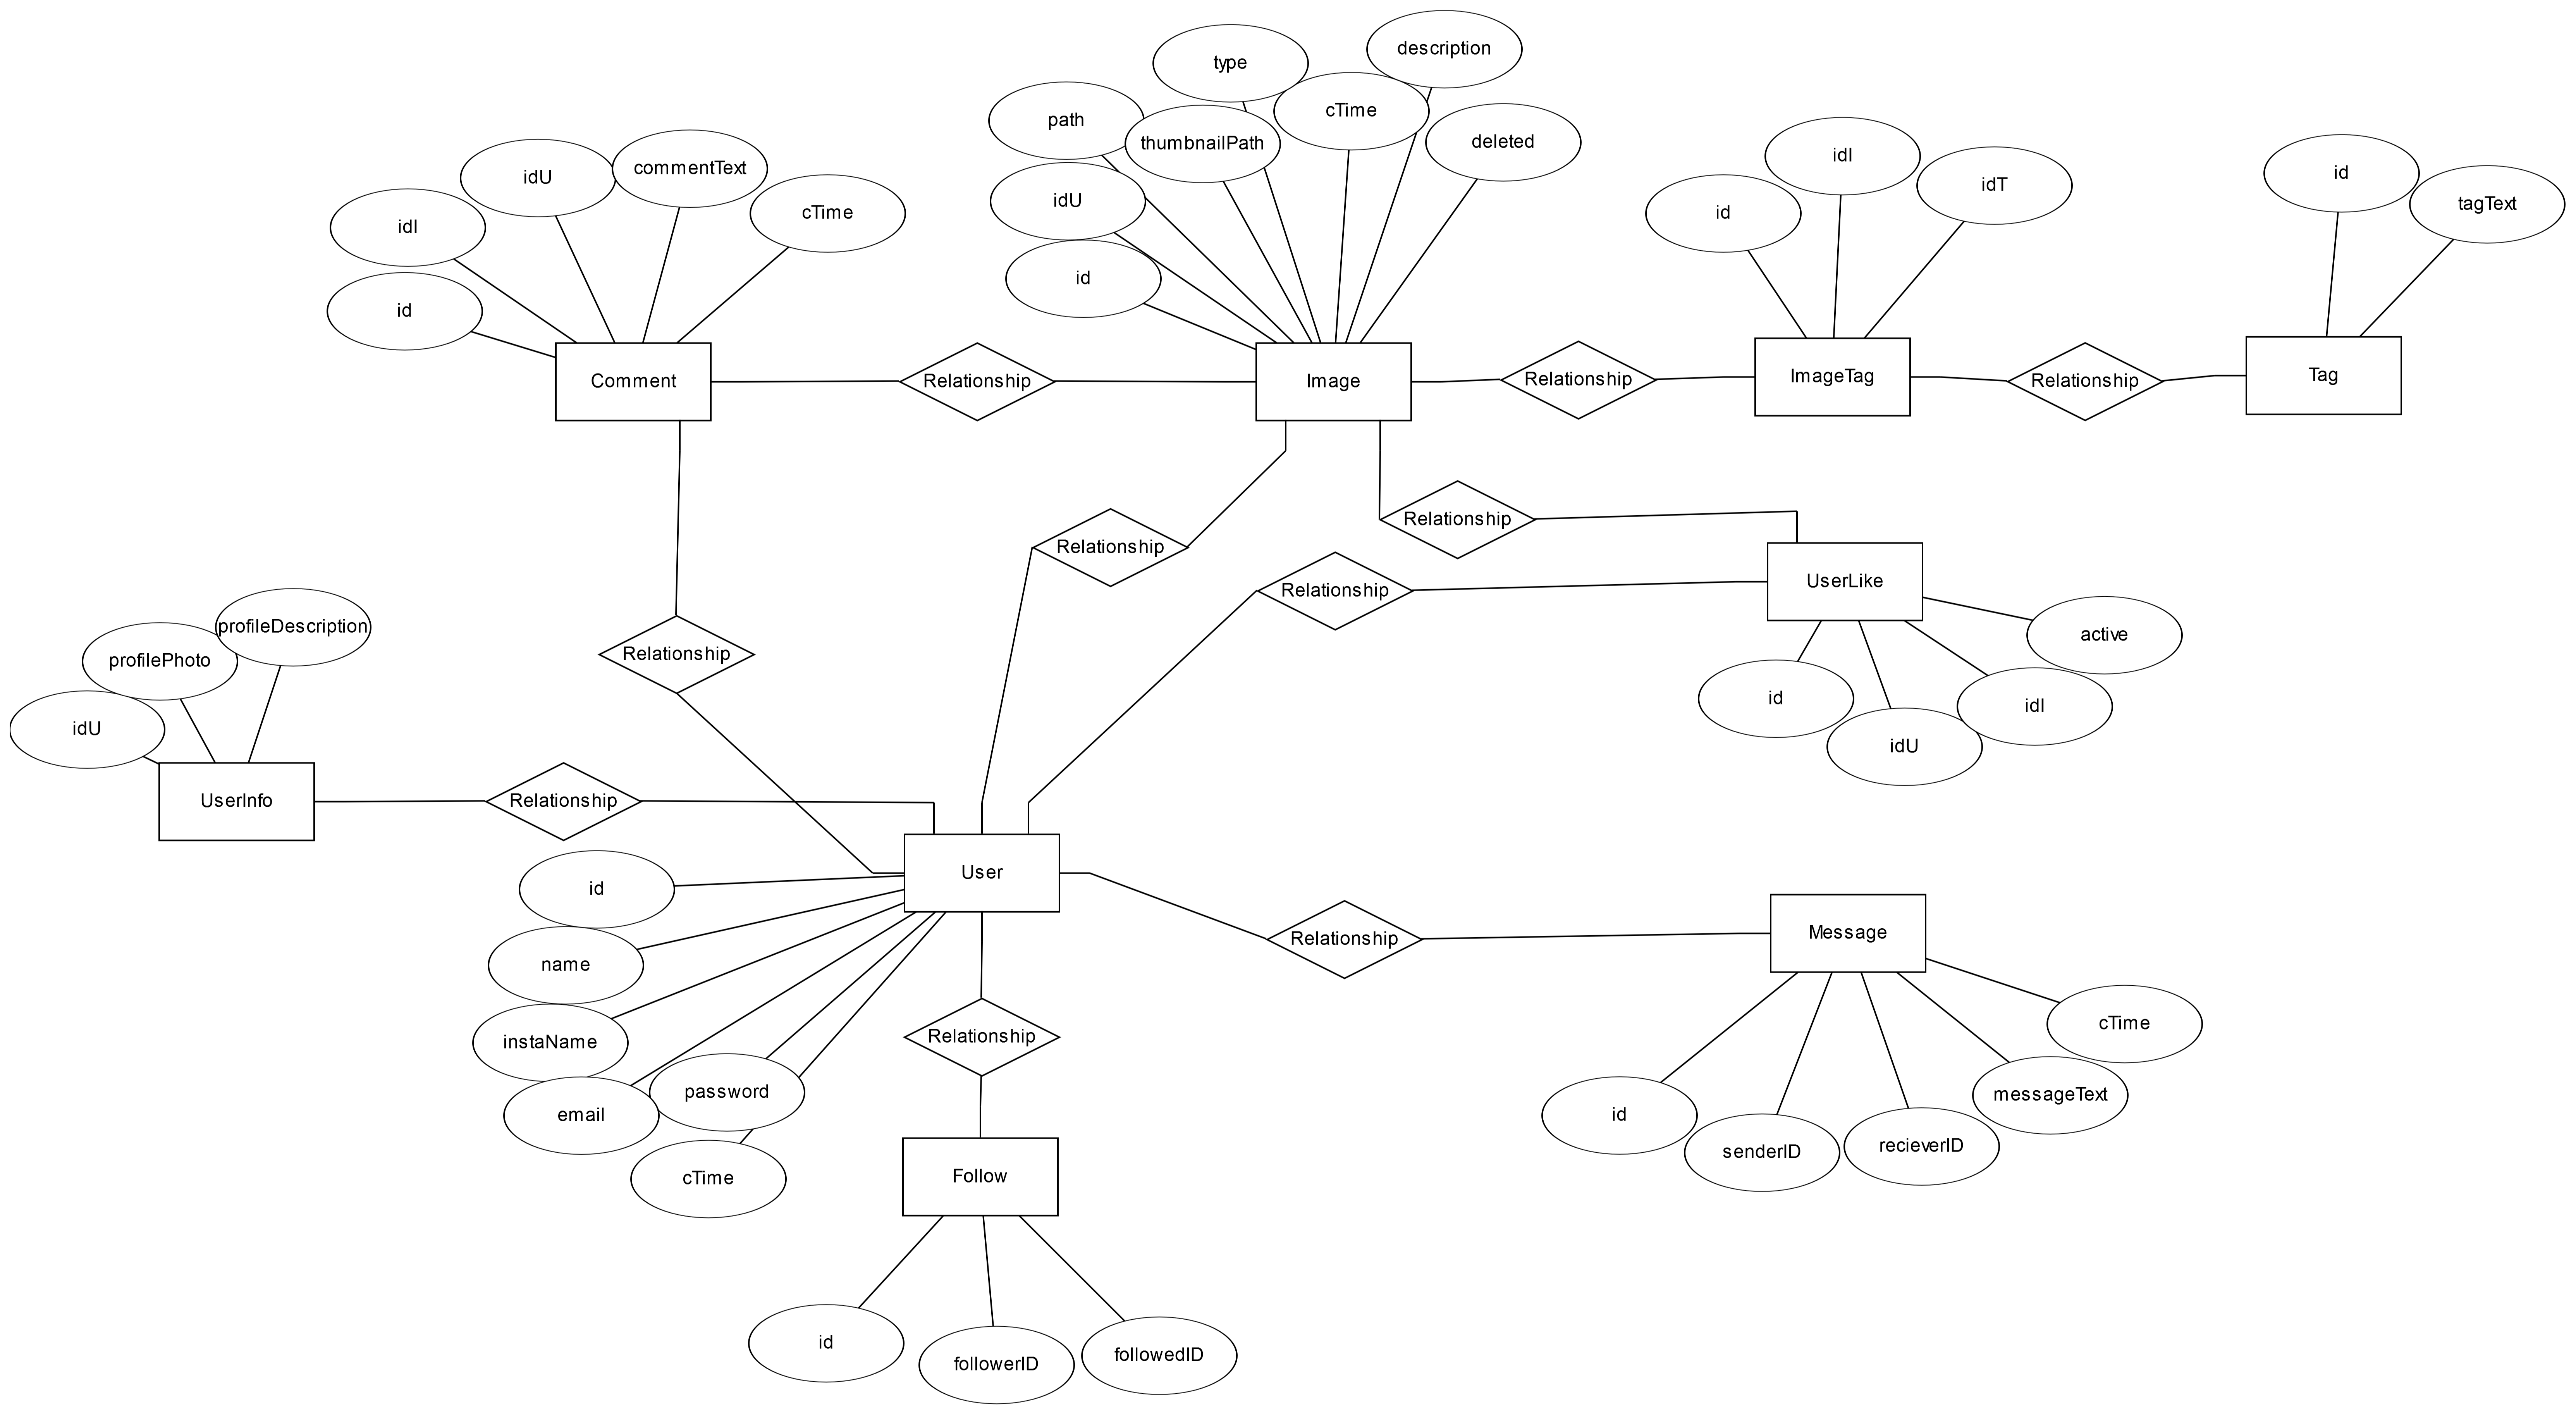 description
type
cTime
path
deleted
thumbnailPath
idI
id
commentText
idU
idT
idU
tagText
id
cTime
idI
id
id
Tag
ImageTag
Comment
Relationship
Image
Relationship
Relationship
Relationship
Relationship
UserLike
Relationship
profileDescription
active
Relationship
profilePhoto
id
idI
idU
idU
UserInfo
Relationship
User
id
Message
Relationship
name
cTime
Relationship
instaName
password
messageText
email
id
recieverID
senderID
Follow
cTime
id
followedID
followerID